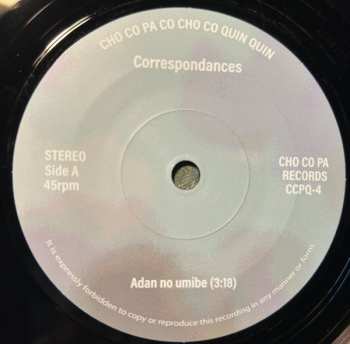 CHO CO PA CO CHO CO QUIN QUIN
Correspondances
STEREO
Side A
45rpm
CHO CO PA
RECORDS
CCPQ-4
Adan no umibe (3:18)
It is expressly forbidden to copy or reproduce this recording in any manner or form.